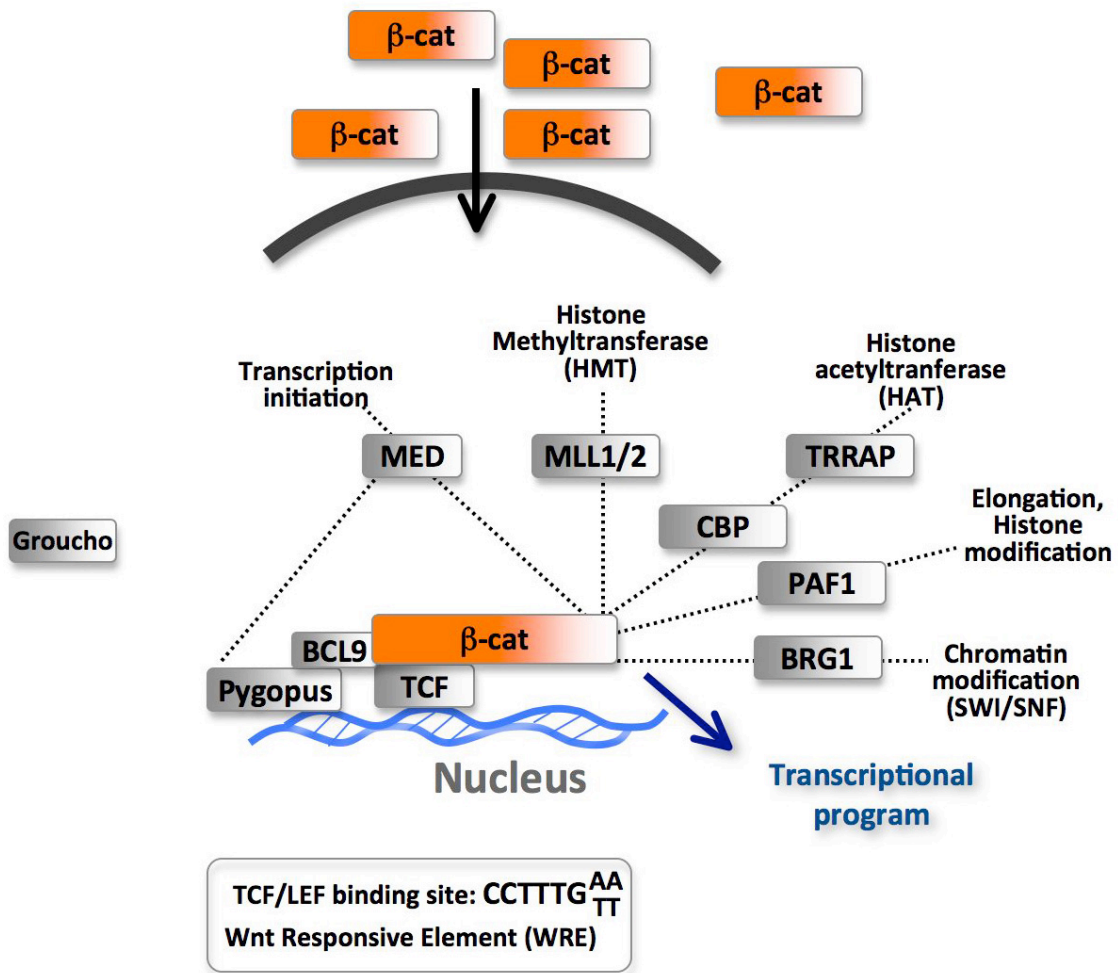 β-cat
β-cat
β-cat
β-cat
β-cat
Histone
Methyltransferase
(HMT)
Histone
acetyltranferase
(HAT)
Transcription
initiation
MED
MLL1/2
TRRAP
CBP
Elongation,
Histone
modification
Groucho
PAF1
β-cat
BCL9
BRG1
Chromatin
modification
(SWI/SNF)
Pygopus
TCF
Nucleus
Transcriptional
program
TCF/LEF binding site: CCTTTGAA
TT
Wnt Responsive Element (WRE)